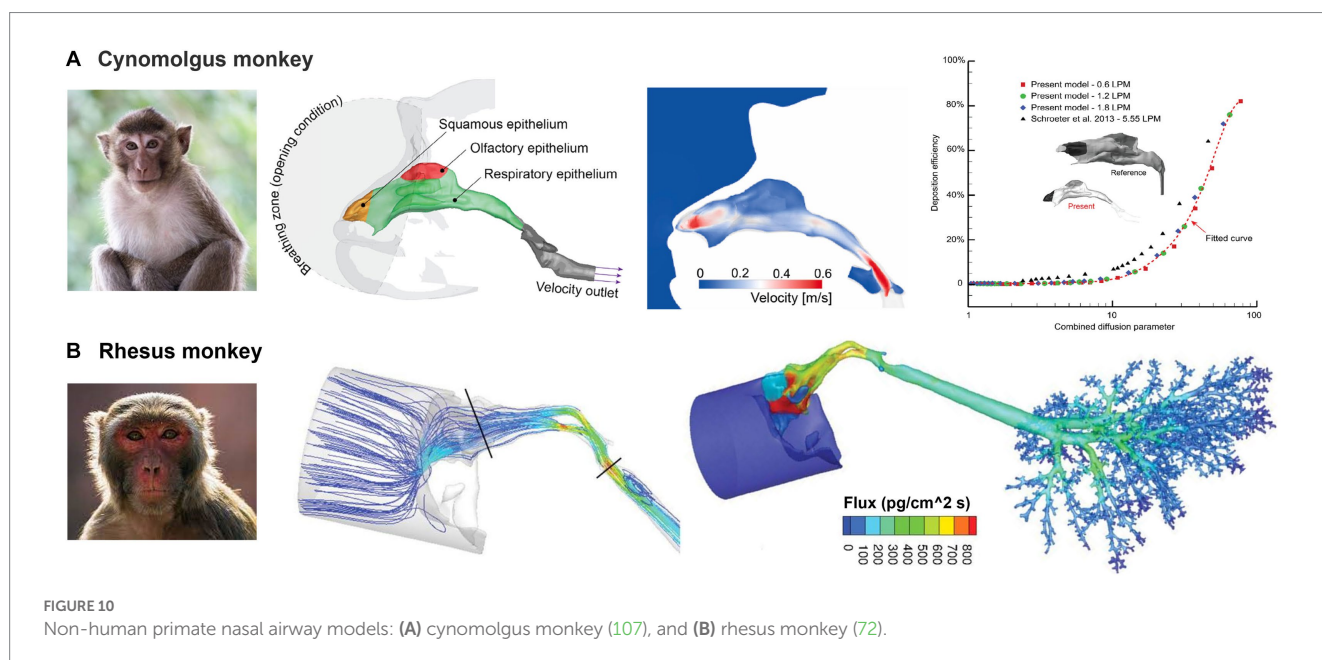 A Cynomolgus monkey
Breathing zone (opening condition)
Squamous epithelium
Olfactory epithelium
Respiratory epithelium
Velocity outlet
0 0.2 0.4 0.6
Velocity [m/s]
100%
80%
60%
40%
20%
0
Deposition efficiency
Present model - 0.6 LPM
Present model - 1.2 LPM
Present model - 1.8 LPM
Schroeter et al. 2013 - 5.55 LPM
Reference
Present
Fitted curve
1 10 100
Combined diffusion parameter
B Rhesus monkey
Flux (pg/cm^2 s)
0 100 200 300 400 500 600 700 800
FIGURE 10
Non-human primate nasal airway models: (A) cynomolgus monkey (107), and (B) rhesus monkey (72).